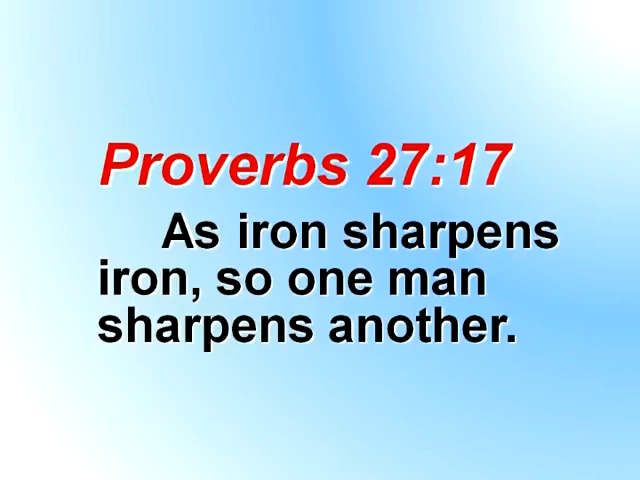 Proverbs 27:17
As iron sharpens
iron, so one man
sharpens another.